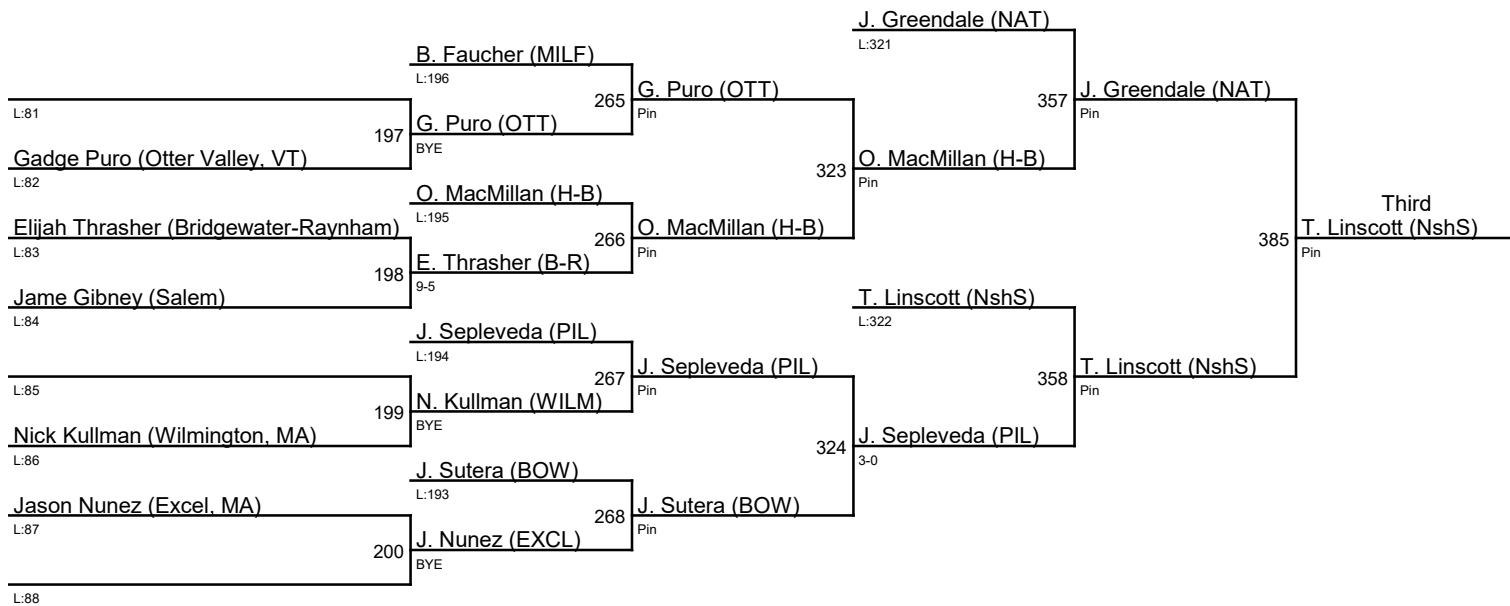 J. Greendale (NAT)
L:321
B. Faucher (MILF)
L:196
265
G. Puro (OTT)
Pin
357
J. Greendale (NAT)
Pin
L:81
197
G. Puro (OTT)
BYE
Gadge Puro (Otter Valley, VT)
L:82
323
O. MacMillan (H-B)
Pin
O. MacMillan (H-B)
L:195
Third
Elijah Thrasher (Bridgewater-Raynham)
L:83
266
O. MacMillan (H-B)
Pin
385
T. Linscott (NshS)
Pin
198
E. Thrasher (B-R)
9-5
Jame Gibney (Salem)
L:84
T. Linscott (NshS)
L:322
J. Sepleveda (PIL)
L:194
267
J. Sepleveda (PIL)
Pin
358
T. Linscott (NshS)
Pin
L:85
199
N. Kullman (WILM)
BYE
Nick Kullman (Wilmington, MA)
L:86
324
J. Sepleveda (PIL)
3-0
J. Sutera (BOW)
L:193
Jason Nunez (Excel, MA)
L:87
268
J. Sutera (BOW)
Pin
200
J. Nunez (EXCL)
BYE
L:88